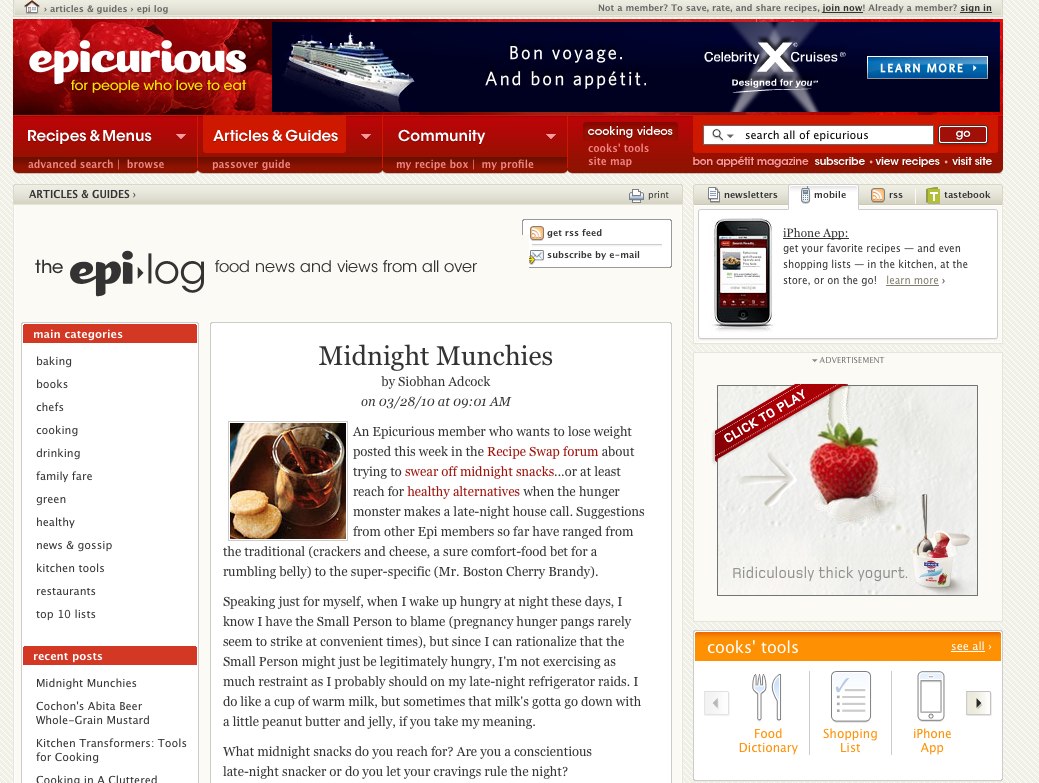 › articles & guides › epi log
Not a member? To save, rate, and share recipes, join now! Already a member? sign in
epicurious
for people who love to eat
Bon voyage.
And bon appétit.
Celebrity X Cruises®
Designed for you℠
LEARN MORE
Recipes & Menus
Articles & Guides
Community
cooking videos
cooks' tools
site map
search all of epicurious
go
advanced search | browse
passover guide
my recipe box | my profile
bon appétit magazine subscribe • view recipes • visit site
ARTICLES & GUIDES ›
print
newsletters
mobile
rss
tastebook
get rss feed
subscribe by e-mail
the epi·log food news and views from all over
iPhone App:
get your favorite recipes — and even
shopping lists — in the kitchen, at the
store, or on the go! learn more ›
main categories
baking
books
chefs
cooking
drinking
family fare
green
healthy
news & gossip
kitchen tools
restaurants
top 10 lists
recent posts
Midnight Munchies
Cochon's Abita Beer
Whole-Grain Mustard
Kitchen Transformers: Tools
for Cooking
Cooking in A Cluttered
Midnight Munchies
by Siobhan Adcock
on 03/28/10 at 09:01 AM
An Epicurious member who wants to lose weight
posted this week in the Recipe Swap forum about
trying to swear off midnight snacks...or at least
reach for healthy alternatives when the hunger
monster makes a late-night house call. Suggestions
from other Epi members so far have ranged from
the traditional (crackers and cheese, a sure comfort-food bet for a
rumbling belly) to the super-specific (Mr. Boston Cherry Brandy).
Speaking just for myself, when I wake up hungry at night these days, I
know I have the Small Person to blame (pregnancy hunger pangs rarely
seem to strike at convenient times), but since I can rationalize that the
Small Person might just be legitimately hungry, I'm not exercising as
much restraint as I probably should on my late-night refrigerator raids. I
do like a cup of warm milk, but sometimes that milk's gotta go down with
a little peanut butter and jelly, if you take my meaning.
What midnight snacks do you reach for? Are you a conscientious
late-night snacker or do you let your cravings rule the night?
ADVERTISEMENT
CLICK TO PLAY
Ridiculously thick yogurt.
cooks' tools
see all ›
Food
Dictionary
Shopping
List
iPhone
App